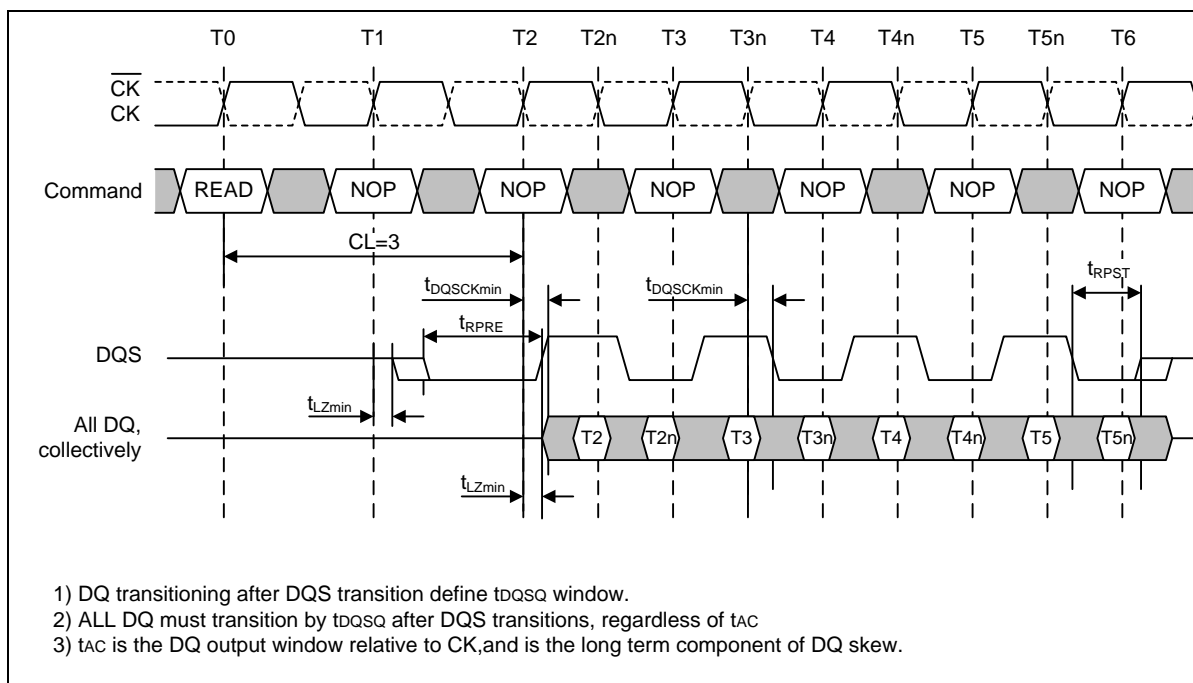 T0 T1 T2 T2n T3 T3n T4 T4n T5 T5n T6
CK
CK
Command READ NOP NOP NOP NOP NOP NOP
CL=3
tDQSCKmin tDQSCKmin tRPST
tRPRE
DQS
tLZmin
All DQ,
collectively
T2 T2n T3 T3n T4 T4n T5 T5n
tLZmin
1) DQ transitioning after DQS transition define tDQSQ window.
2) ALL DQ must transition by tDQSQ after DQS transitions, regardless of tAC
3) tAC is the DQ output window relative to CK,and is the long term component of DQ skew.